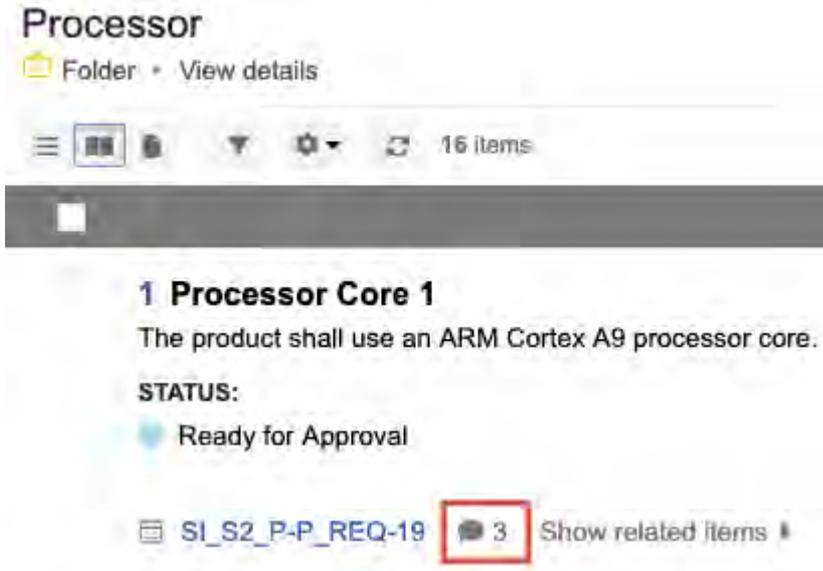 Processor
Folder • View details
16 items
1 Processor Core 1
The product shall use an ARM Cortex A9 processor core.
STATUS:
Ready for Approval
SI_S2_P-P_REQ-19 3 Show related items